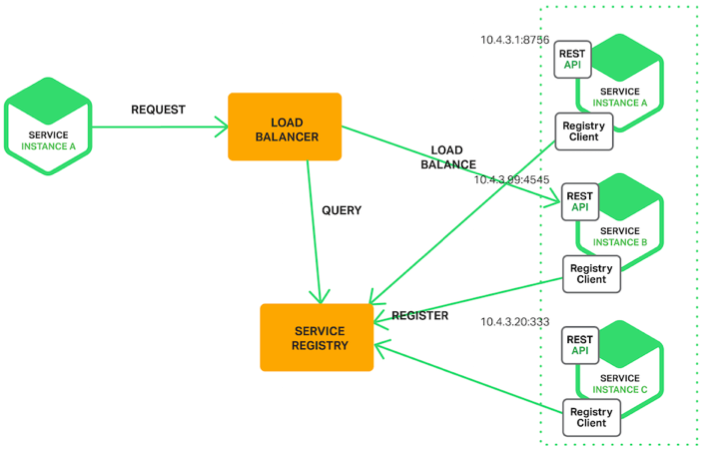 SERVICE
INSTANCE A
REQUEST
LOAD
BALANCER
QUERY
SERVICE
REGISTRY
LOAD
BALANCE
REGISTER
10.4.3.1:8756
REST
API
SERVICE
INSTANCE A
Registry
Client
10.4.3.99:4545
REST
API
SERVICE
INSTANCE B
Registry
Client
10.4.3.20:333
REST
API
SERVICE
INSTANCE C
Registry
Client